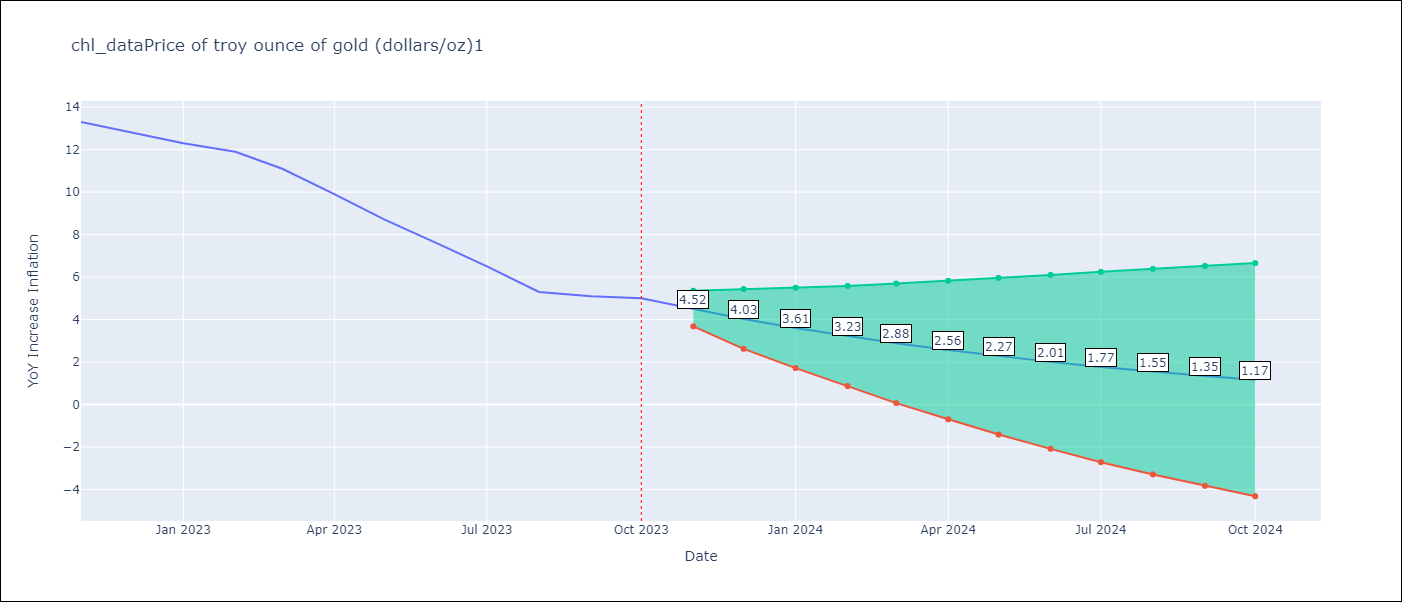 chl_dataPrice of troy ounce of gold (dollars/oz)1
14
12
10
8
6
4
2
0
−2
−4
YoY Increase Inflation
4.52
4.03
3.61
3.23
2.88
2.56
2.27
2.01
1.77
1.55
1.35
1.17
Jan 2023
Apr 2023
Jul 2023
Oct 2023
Jan 2024
Apr 2024
Jul 2024
Oct 2024
Date